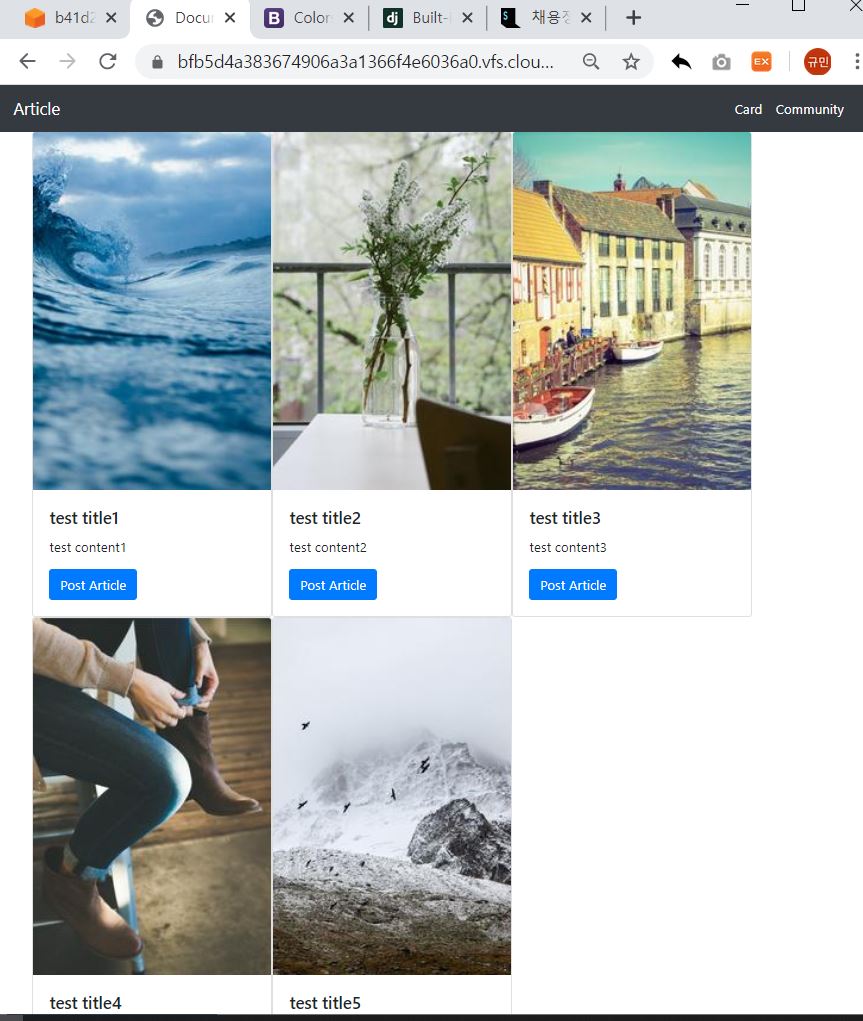 b41d2
Docu
Color
Built-
채용정
bfb5d4a383674906a3a1366f4e6036a0.vfs.clou...
EX
규민
Article
Card Community
test title1 test title2 test title3
test content1 test content2 test content3
Post Article Post Article Post Article
test title4 test title5